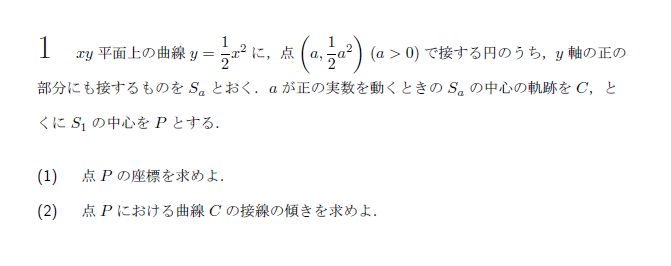 1 xy 平面上の曲線 y = \frac{1}{2}x^2 に，点 \left(a, \frac{1}{2}a^2\right) (a > 0) で接する円のうち，y 軸の正の
部分にも接するものを S_a とおく．a が正の実数を動くときの S_a の中心の軌跡を C，と
くに S_1 の中心を P とする．
(1) 点 P の座標を求めよ．
(2) 点 P における曲線 C の接線の傾きを求めよ．